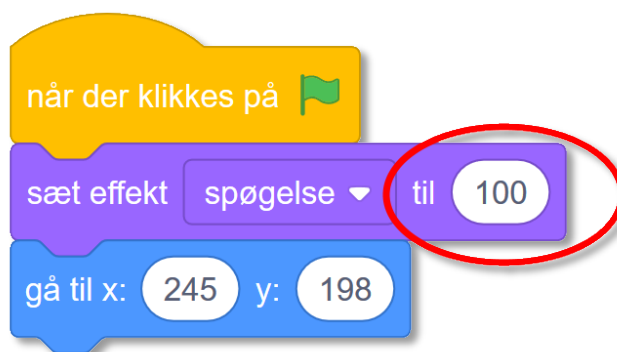 når der klikkes på
sæt effekt spøgelse til 100
gå til x: 245 y: 198